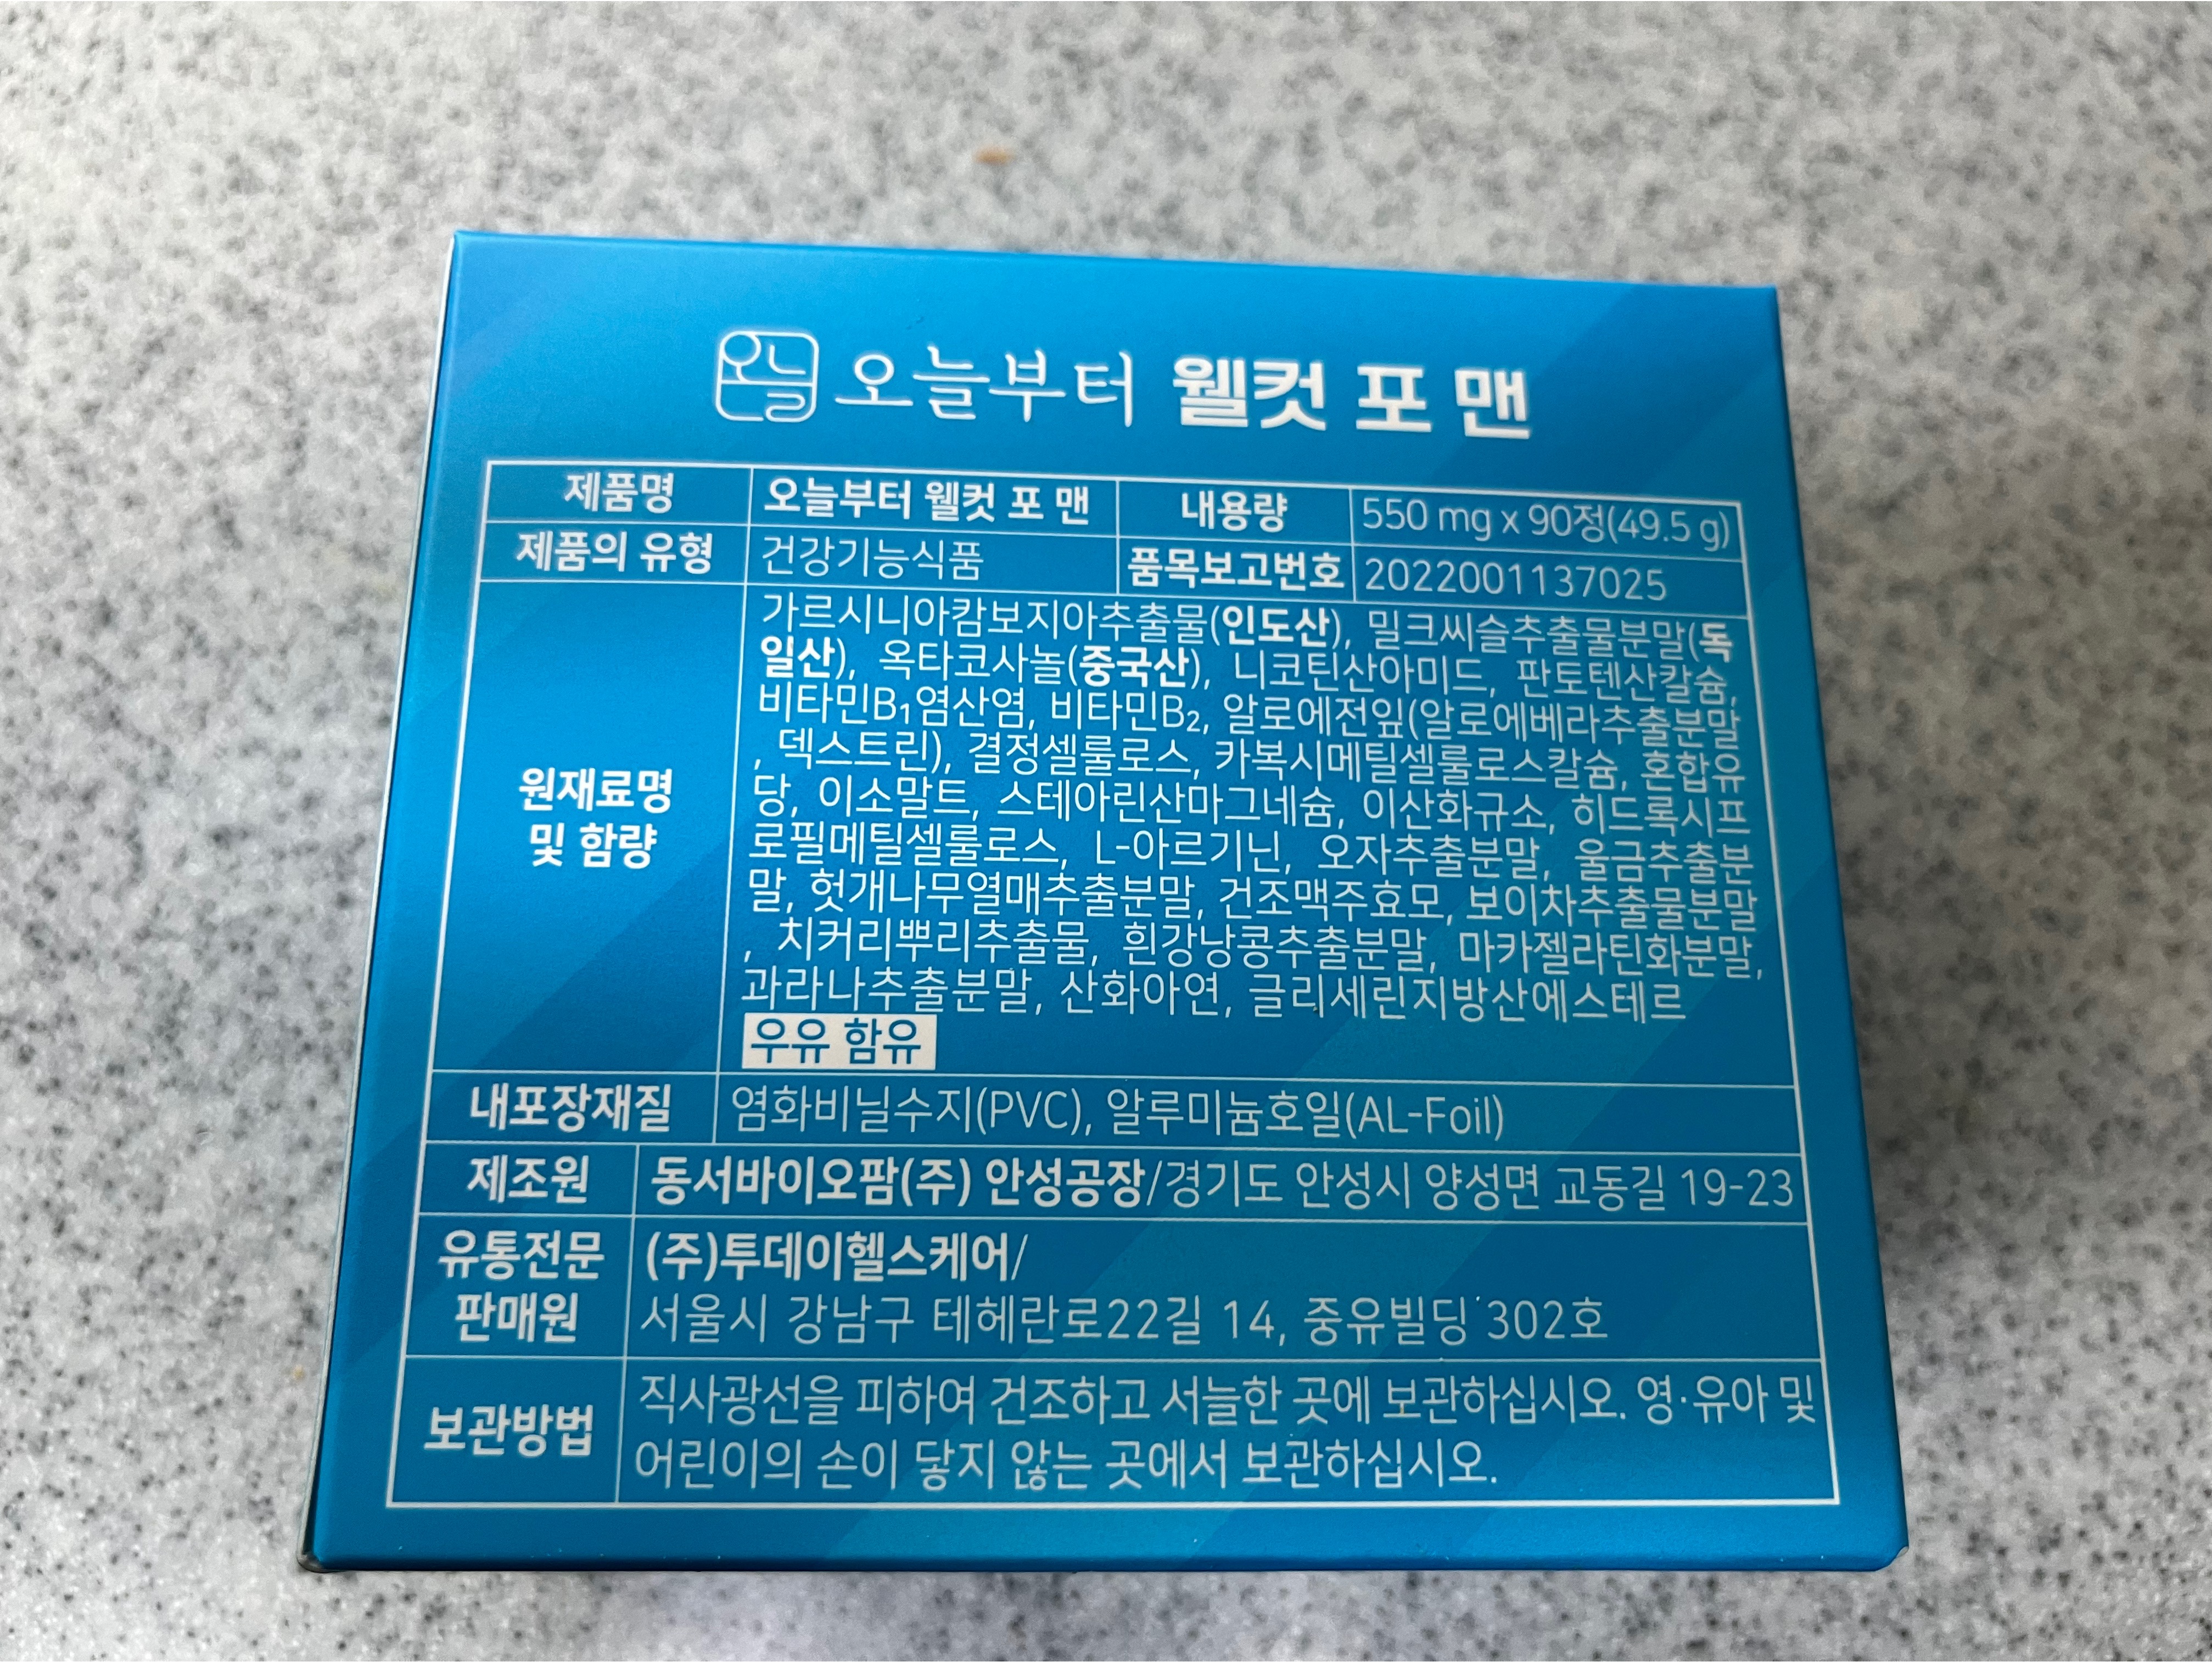 오늘 오늘부터 웰컷 포 맨
제품명 오늘부터 웰컷 포 맨 내용량 550 mg x 90정(49.5 g)
제품의 유형 건강기능식품 품목보고번호 2022001137025
원재료명
및 함량
가르시니아캄보지아추출물(인도산), 밀크씨슬추출물분말(독
일산), 옥타코사놀(중국산), 니코틴산아미드, 판토텐산칼슘,
비타민B₁염산염, 비타민B₂, 알로에전잎(알로에베라추출분말
, 덱스트린), 결정셀룰로스, 카복시메틸셀룰로스칼슘, 혼합유
당, 이소말트, 스테아린산마그네슘, 이산화규소, 히드록시프
로필메틸셀룰로스, L-아르기닌, 오자추출분말, 울금추출분
말, 헛개나무열매추출분말, 건조맥주효모, 보이차추출물분말
, 치커리뿌리추출물, 흰강낭콩추출분말, 마카젤라틴화분말,
과라나추출분말, 산화아연, 글리세린지방산에스테르
우유 함유
내포장재질 염화비닐수지(PVC), 알루미늄호일(AL-Foil)
제조원 동서바이오팜(주) 안성공장/경기도 안성시 양성면 교동길 19-23
유통전문
판매원
(주)투데이헬스케어/
서울시 강남구 테헤란로22길 14, 중유빌딩 302호
보관방법
직사광선을 피하여 건조하고 서늘한 곳에 보관하십시오. 영·유아 및
어린이의 손이 닿지 않는 곳에서 보관하십시오.